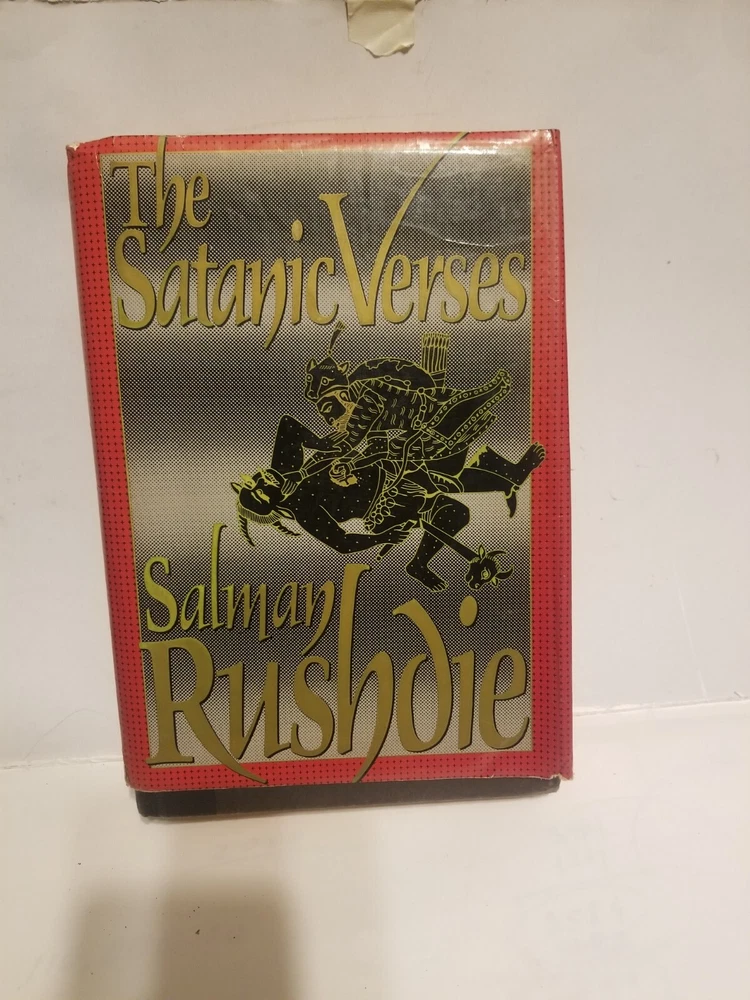 The
Satanic Verses
Salman
Rushdie